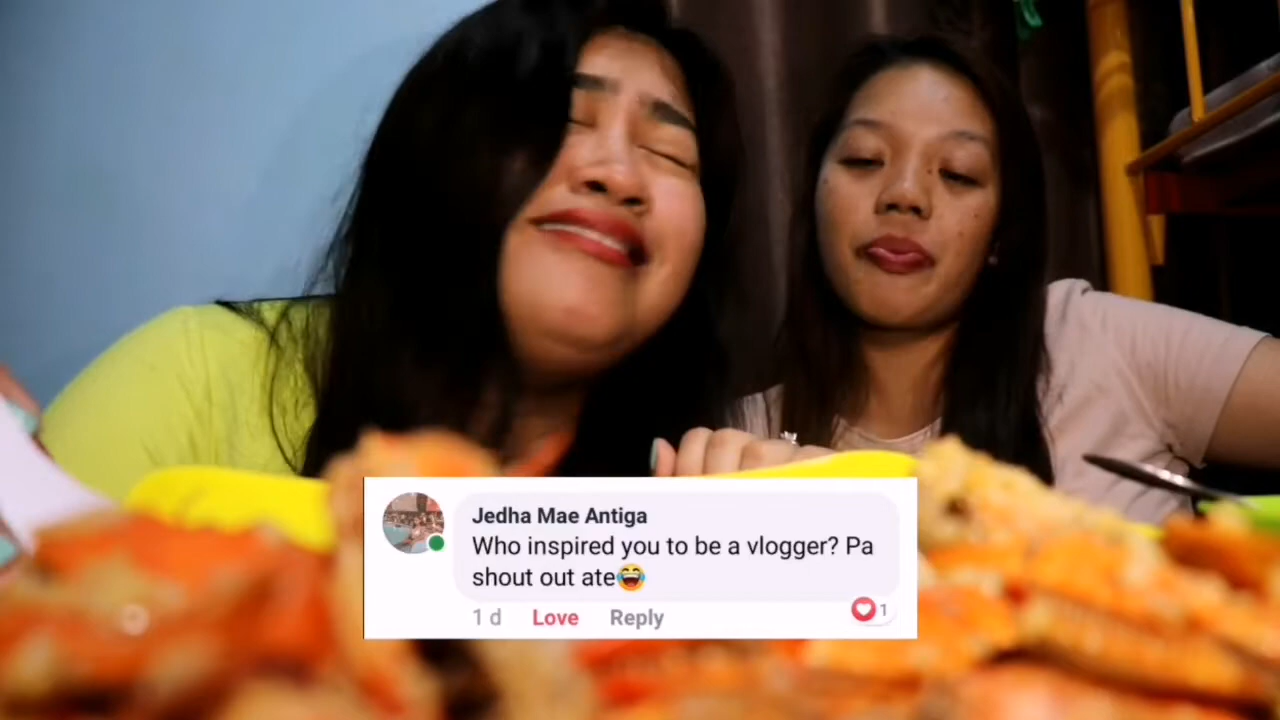 Jedha Mae Antiga
Who inspired you to be a vlogger? Pa
shout out ate😂
1 d Love Reply
1